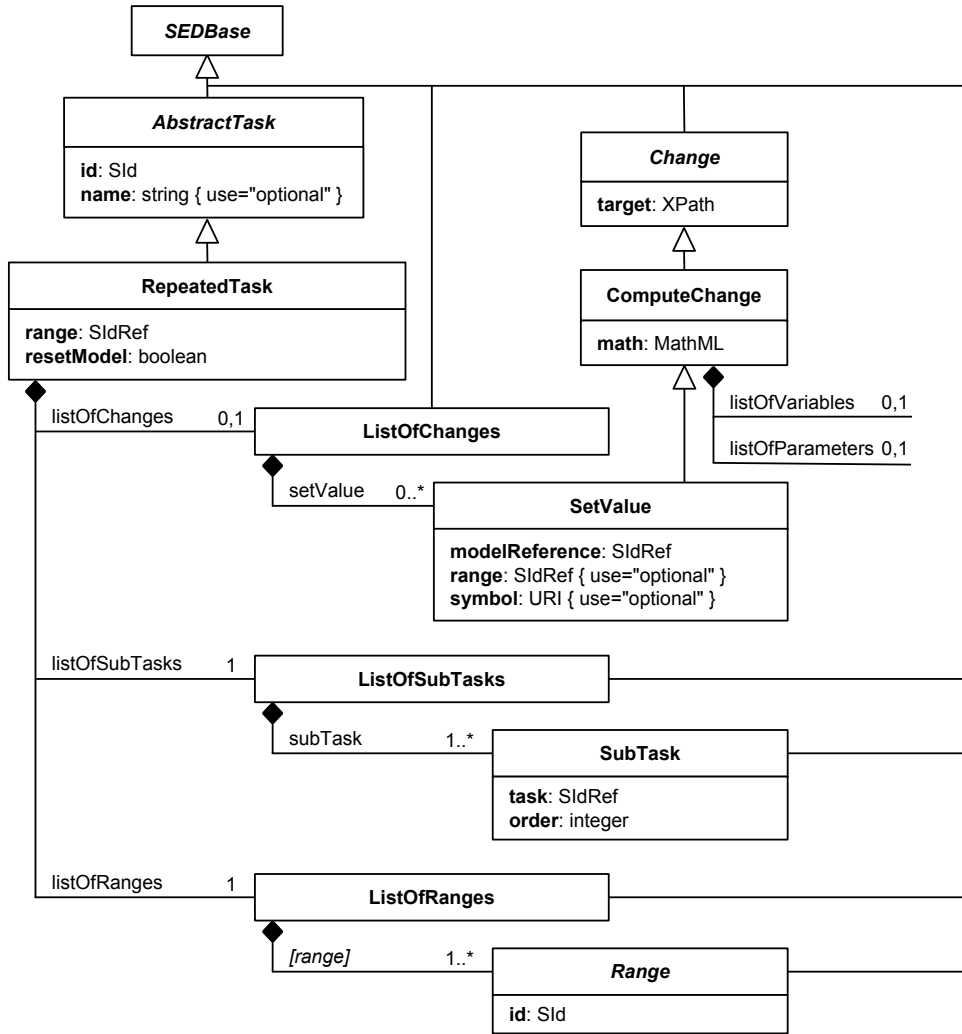 SEDBase
AbstractTask
id: SId
name: string { use="optional" }
Change
target: XPath
RepeatedTask
range: SIdRef
resetModel: boolean
ComputeChange
math: MathML
listOfChanges 0,1
ListOfChanges
listOfVariables 0,1
listOfParameters 0,1
setValue 0..*
SetValue
modelReference: SIdRef
range: SIdRef { use="optional" }
symbol: URI { use="optional" }
listOfSubTasks 1
ListOfSubTasks
subTask 1..*
SubTask
task: SIdRef
order: integer
listOfRanges 1
ListOfRanges
[range] 1..*
Range
id: SId